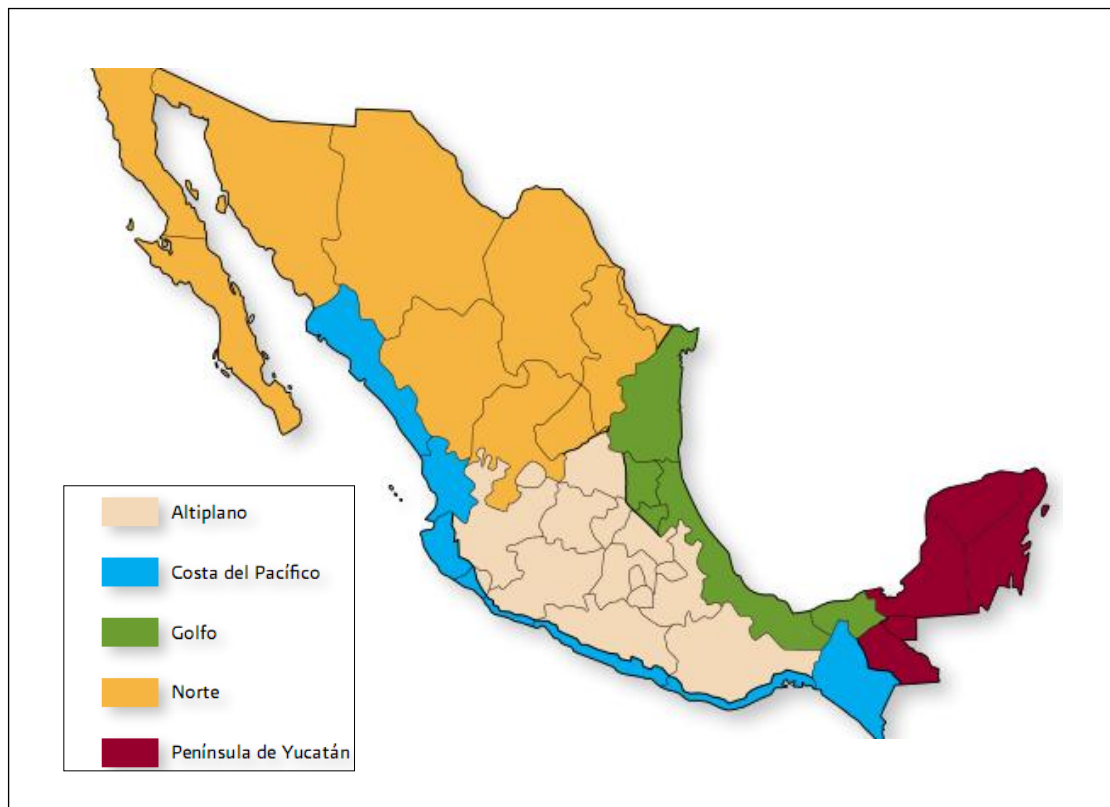 Altiplano
Costa del Pacífico
Golfo
Norte
Península de Yucatán